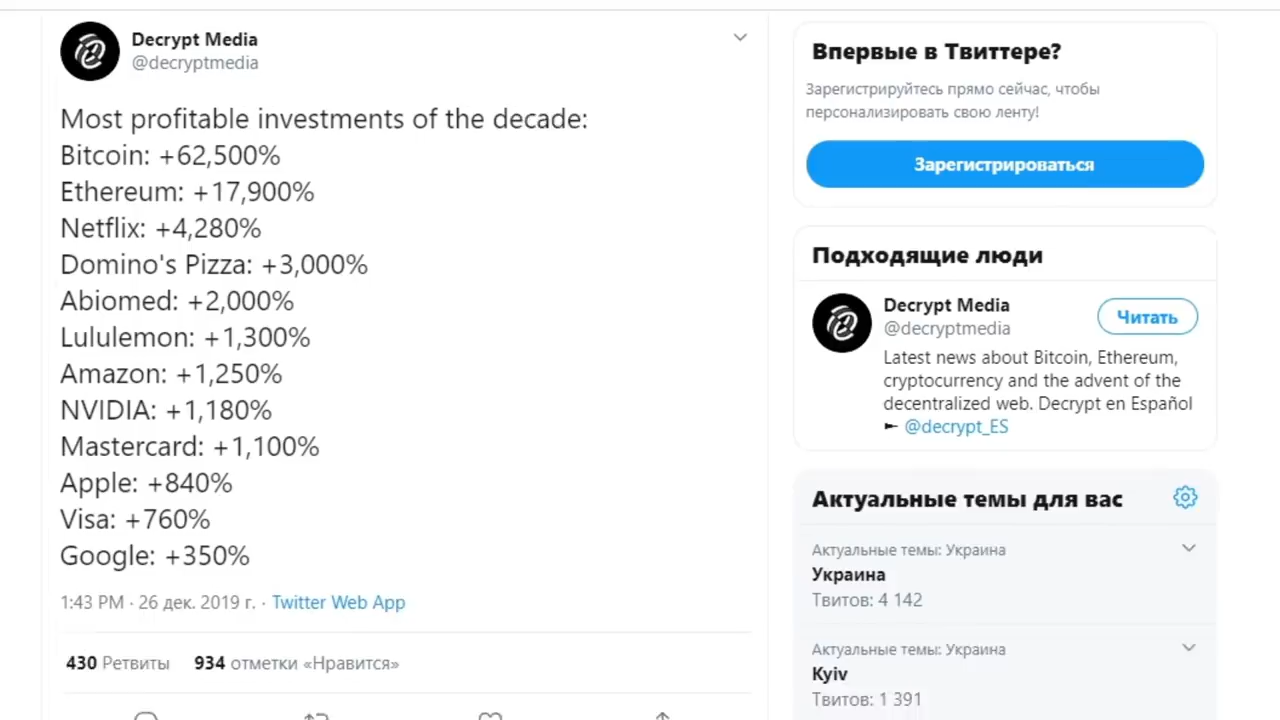 Decrypt Media
@decryptmedia
Most profitable investments of the decade:
Bitcoin: +62,500%
Ethereum: +17,900%
Netflix: +4,280%
Domino's Pizza: +3,000%
Abiomed: +2,000%
Lululemon: +1,300%
Amazon: +1,250%
NVIDIA: +1,180%
Mastercard: +1,100%
Apple: +840%
Visa: +760%
Google: +350%
1:43 PM · 26 дек. 2019 г. · Twitter Web App
430 Ретвиты 934 отметки «Нравится»
Впервые в Твиттере?
Зарегистрируйтесь прямо сейчас, чтобы
персонализировать свою ленту!
Зарегистрироваться
Подходящие люди
Decrypt Media
@decryptmedia
Читать
Latest news about Bitcoin, Ethereum,
cryptocurrency and the advent of the
decentralized web. Decrypt en Español
@decrypt_ES
Актуальные темы для вас
Актуальные темы: Украина
Украина
Твитов: 4 142
Актуальные темы: Украина
Kyiv
Твитов: 1 391